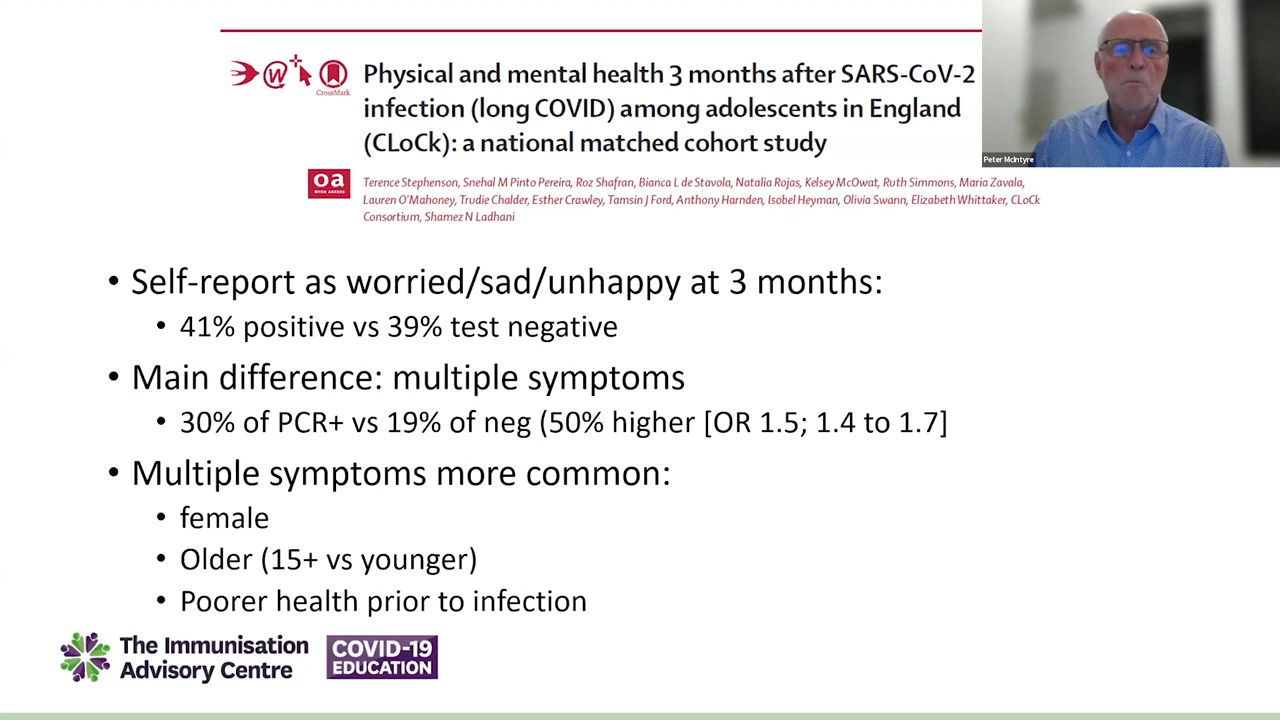 Physical and mental health 3 months after SARS-CoV-2
infection (long COVID) among adolescents in England
(CLoCk): a national matched cohort study
W
CrossMark
oa
OPEN ACCESS
Terence Stephenson, Snehal M Pinto Pereira, Roz Shafran, Bianca L de Stavola, Natalia Rojas, Kelsey McOwat, Ruth Simmons, Maria Zavala,
Lauren O'Mahoney, Trudie Chalder, Esther Crawley, Tamsin J Ford, Anthony Harnden, Isobel Heyman, Olivia Swann, Elizabeth Whittaker, CLoCk
Consortium, Shamez N Ladhani
Peter McIntyre
• Self-report as worried/sad/unhappy at 3 months:
• 41% positive vs 39% test negative
• Main difference: multiple symptoms
• 30% of PCR+ vs 19% of neg (50% higher [OR 1.5; 1.4 to 1.7]
• Multiple symptoms more common:
• female
• Older (15+ vs younger)
• Poorer health prior to infection
The Immunisation
Advisory Centre
COVID-19
EDUCATION